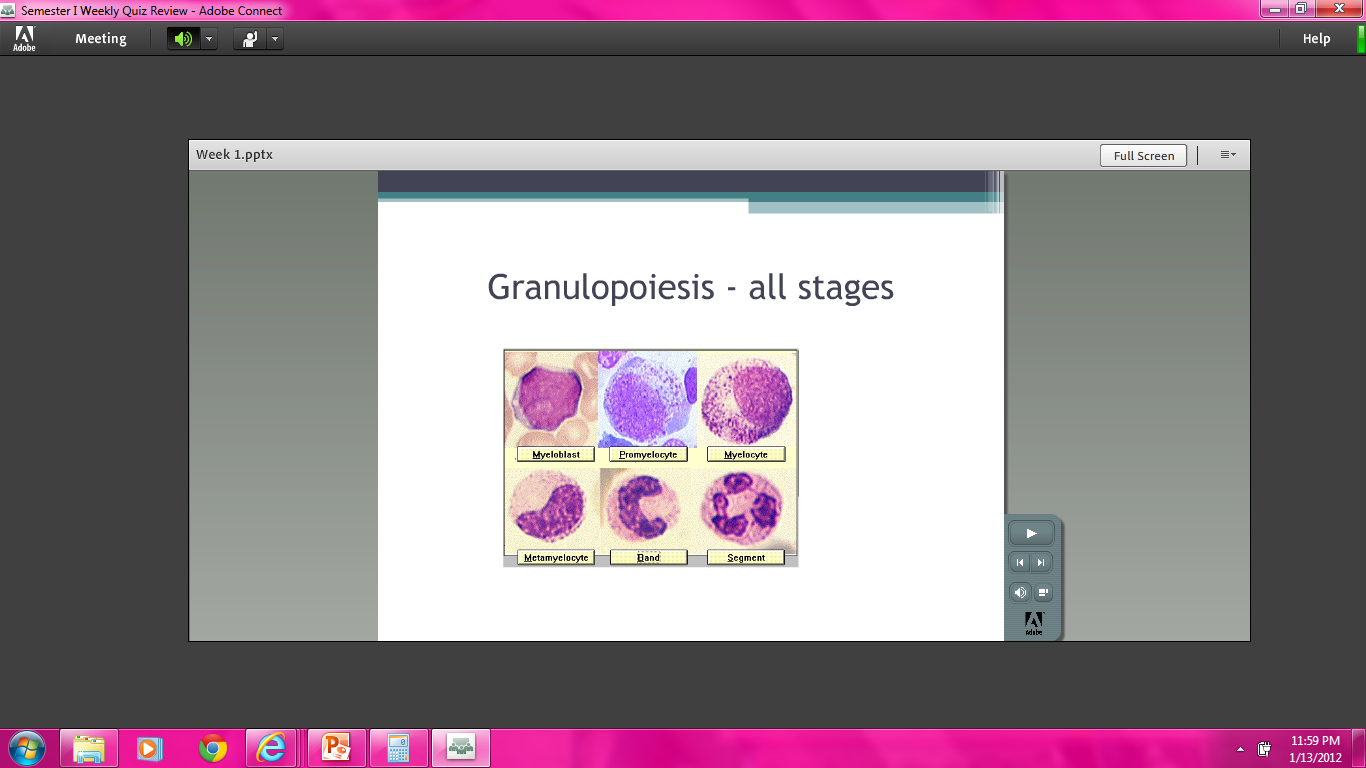 Semester I Weekly Quiz Review - Adobe Connect
Adobe
Meeting
Help
Week 1.pptx
Full Screen
Granulopoiesis - all stages
Myeloblast
Promyelocyte
Myelocyte
Metamyelocyte
Band
Segment
Adobe
11:59 PM
1/13/2012